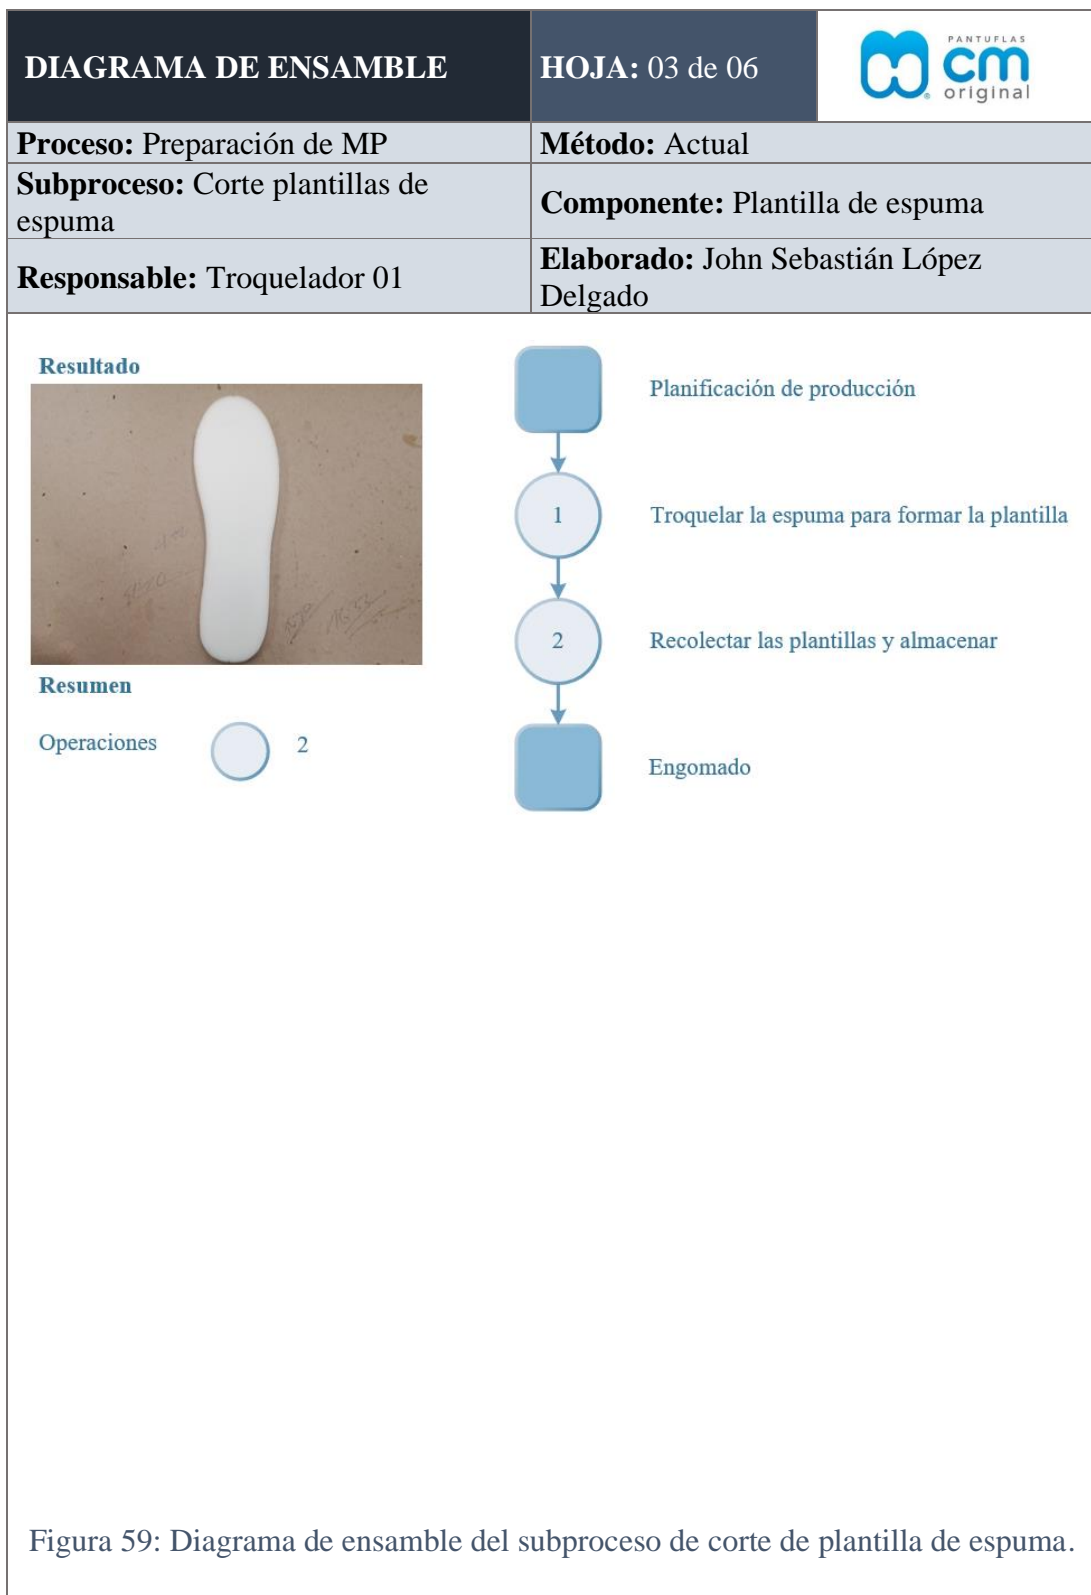 DIAGRAMA DE ENSAMBLE
HOJA: 03 de 06
PANTUFLAS
cm
original
Proceso: Preparación de MP
Método: Actual
Subproceso: Corte plantillas de
espuma
Componente: Plantilla de espuma
Responsable: Troquelador 01
Elaborado: John Sebastián López
Delgado
Resultado
Resumen
Operaciones
2
Planificación de producción
1
Troquelar la espuma para formar la plantilla
2
Recolectar las plantillas y almacenar
Engomado
Figura 59: Diagrama de ensamble del subproceso de corte de plantilla de espuma.